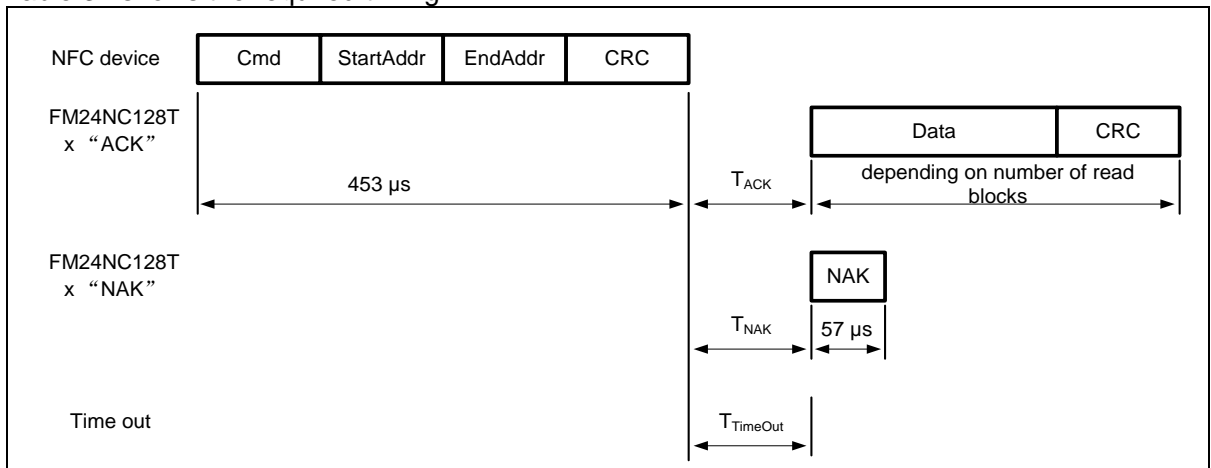 NFC device
Cmd
StartAddr
EndAddr
CRC
FM24NC128T
x “ACK”
Data
CRC
453 µs
TACK
depending on number of read
blocks
FM24NC128T
x “NAK”
NAK
TNAK
57 µs
Time out
TTimeOut